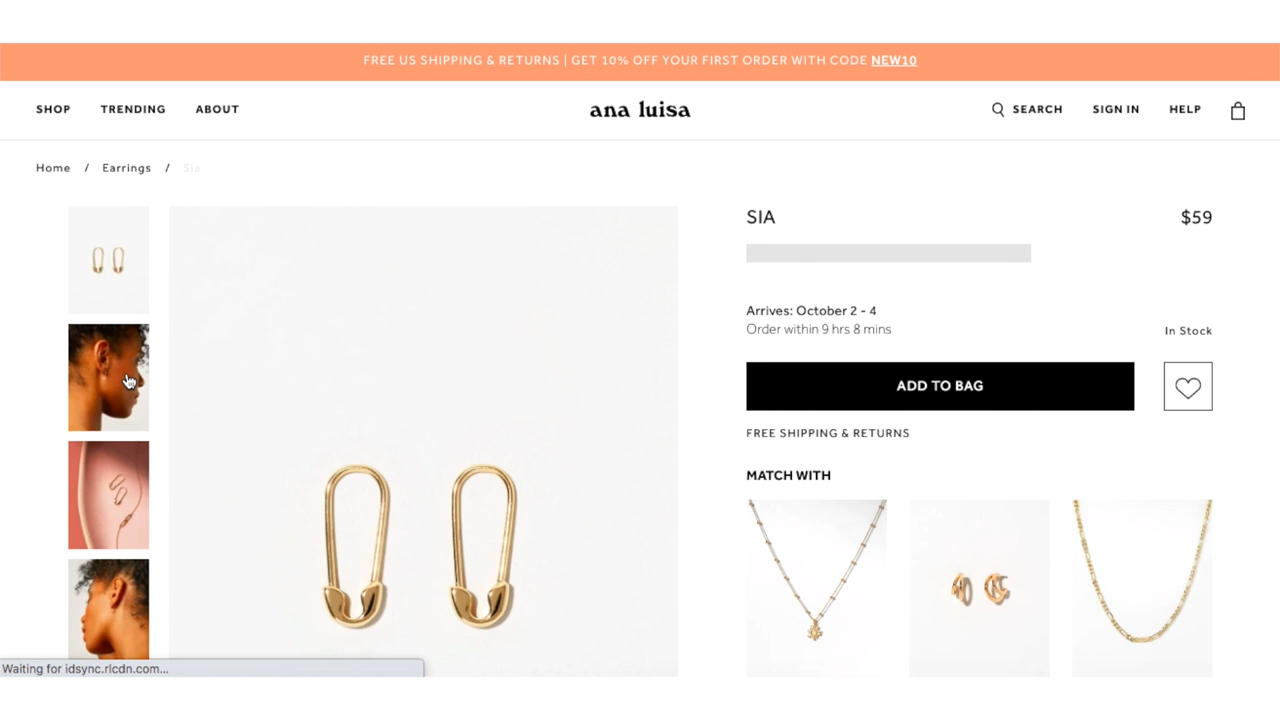 FREE US SHIPPING & RETURNS | GET 10% OFF YOUR FIRST ORDER WITH CODE NEW10
SHOP TRENDING ABOUT ana luisa SEARCH SIGN IN HELP
Home / Earrings / Sia
SIA $59
Arrives: October 2 - 4
Order within 9 hrs 8 mins
In Stock
ADD TO BAG
FREE SHIPPING & RETURNS
MATCH WITH
Waiting for idsync.rlcdn.com...